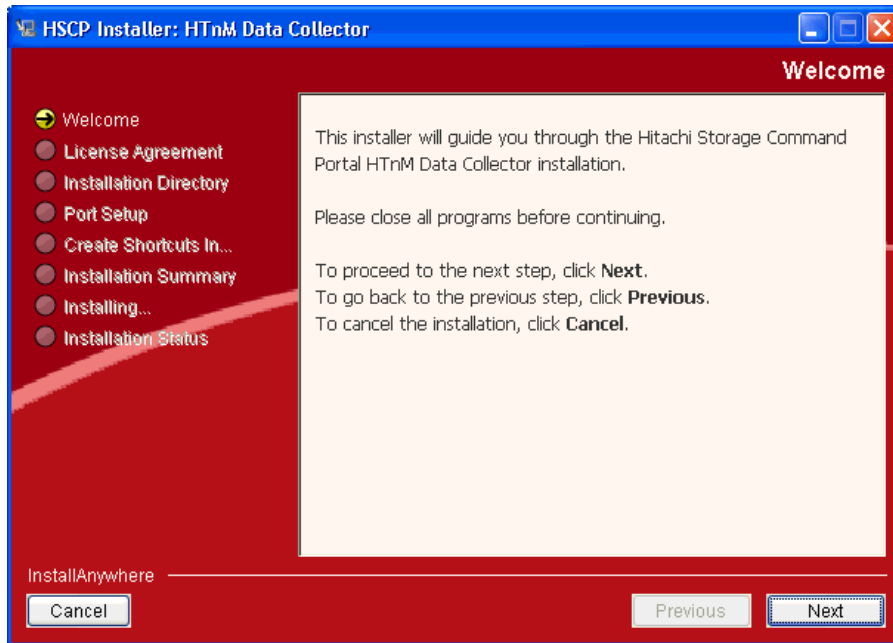 HSCP Installer: HTnM Data Collector
Welcome
Welcome
License Agreement
Installation Directory
Port Setup
Create Shortcuts In...
Installation Summary
Installing...
Installation Status
This installer will guide you through the Hitachi Storage Command
Portal HTnM Data Collector installation.
Please close all programs before continuing.
To proceed to the next step, click Next.
To go back to the previous step, click Previous.
To cancel the installation, click Cancel.
InstallAnywhere
Cancel
Previous
Next